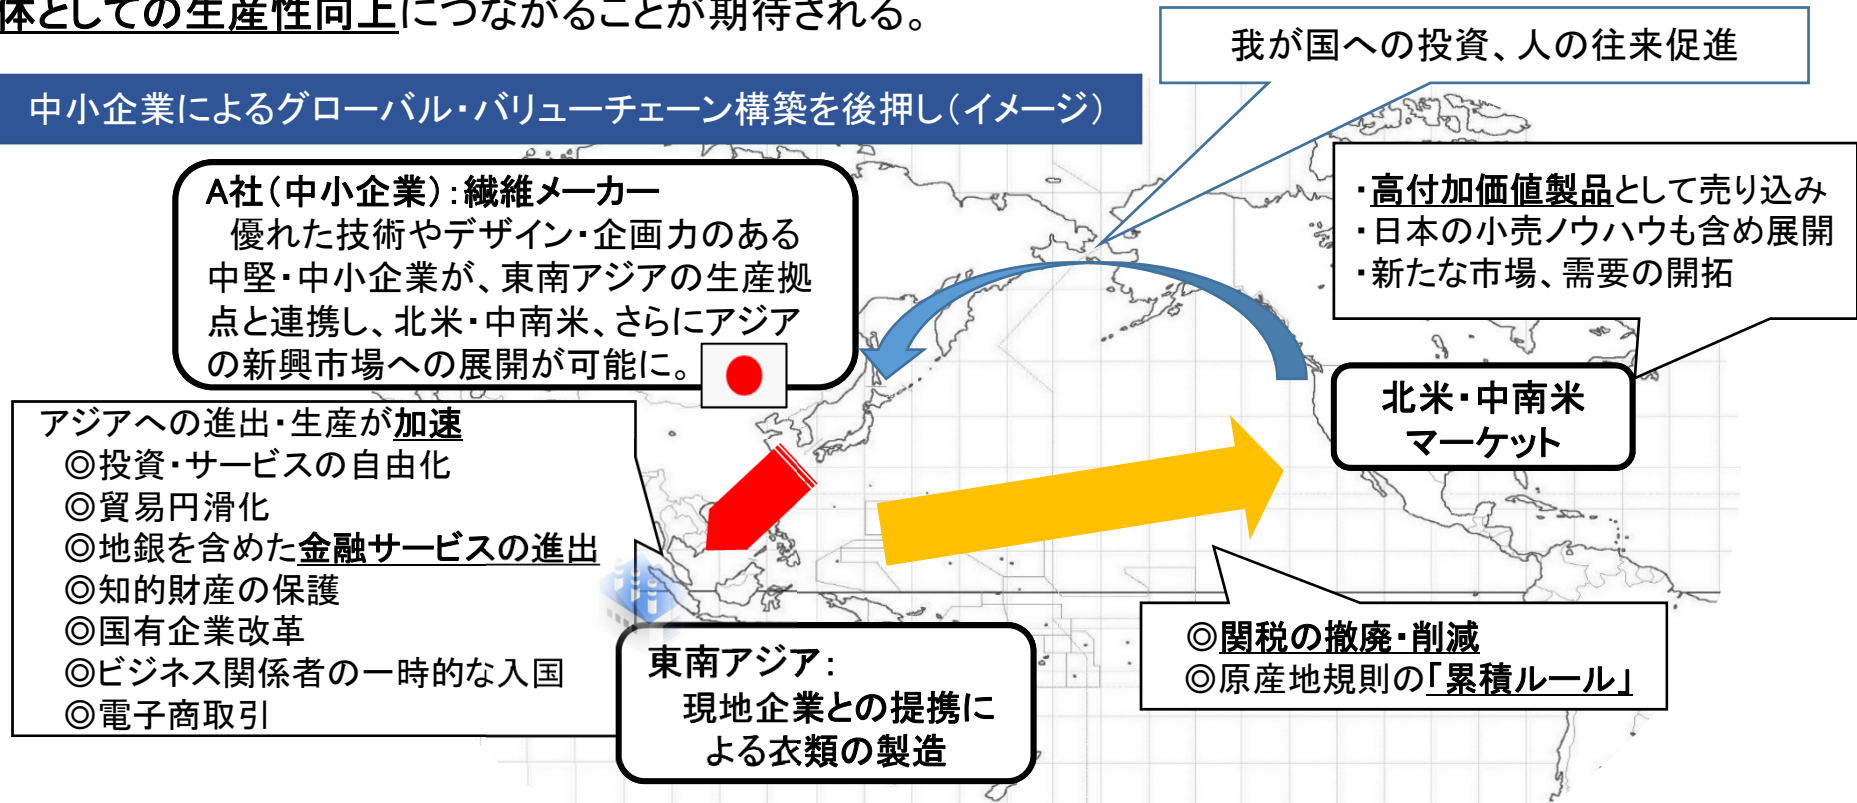 体としての生産性向上につながることが期待される。
我が国への投資、人の往来促進
中小企業によるグローバル・バリューチェーン構築を後押し（イメージ）
A社（中小企業）：繊維メーカー
優れた技術やデザイン・企画力のある
中堅・中小企業が、東南アジアの生産拠
点と連携し、北米・中南米、さらにアジア
の新興市場への展開が可能に。
・高付加価値製品として売り込み
・日本の小売ノウハウも含め展開
・新たな市場、需要の開拓
北米・中南米
マーケット
アジアへの進出・生産が加速
◎投資・サービスの自由化
◎貿易円滑化
◎地銀を含めた金融サービスの進出
◎知的財産の保護
◎国有企業改革
◎ビジネス関係者の一時的な入国
◎電子商取引
東南アジア：
現地企業との提携に
よる衣類の製造
◎関税の撤廃・削減
◎原産地規則の「累積ルール」